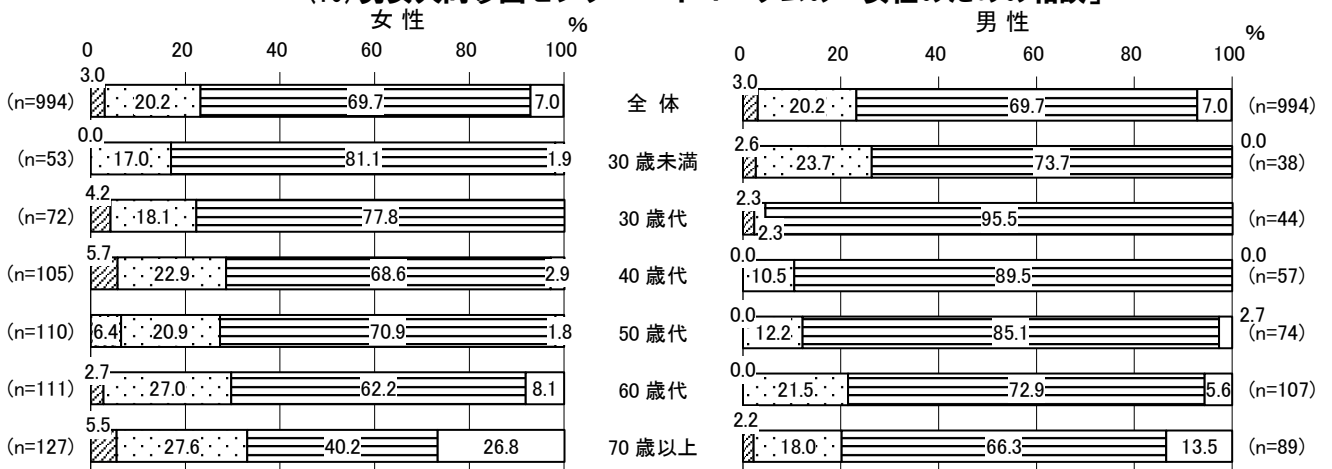 女 性
男 性
%
%
0 20 40 60 80 100
0 20 40 60 80 100
(n=994) 3.0 20.2 69.7 7.0 全 体 3.0 20.2 69.7 7.0 (n=994)
(n=53) 0.0 17.0 81.1 1.9 30 歳未満 2.6 23.7 73.7 0.0 (n=38)
(n=72) 4.2 18.1 77.8 30 歳代 2.3 2.3 95.5 (n=44)
(n=105) 5.7 22.9 68.6 2.9 40 歳代 0.0 10.5 89.5 0.0 (n=57)
(n=110) 6.4 20.9 70.9 1.8 50 歳代 0.0 12.2 85.1 2.7 (n=74)
(n=111) 2.7 27.0 62.2 8.1 60 歳代 0.0 21.5 72.9 5.6 (n=107)
(n=127) 5.5 27.6 40.2 26.8 70 歳以上 2.2 18.0 66.3 13.5 (n=89)